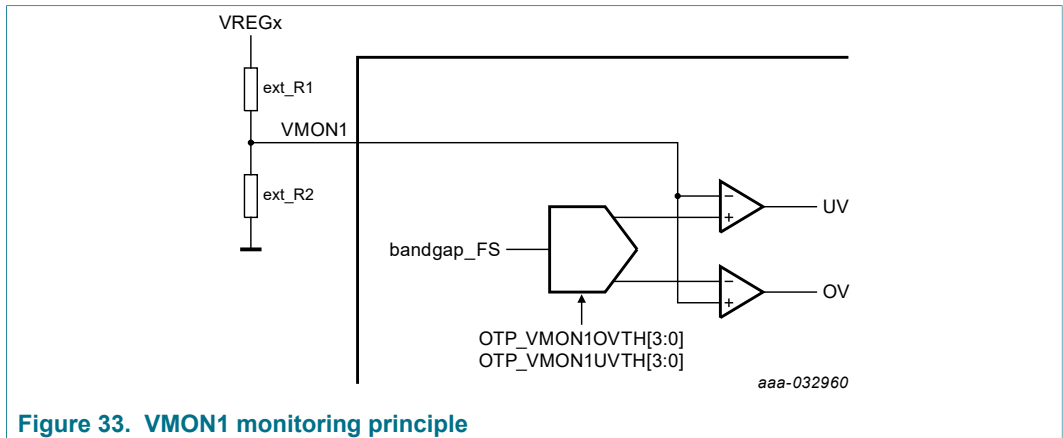 VREGx
ext_R1
VMON1
ext_R2
−
+
UV
bandgap_FS
−
+
OV
OTP_VMON1OVTH[3:0]
OTP_VMON1UVTH[3:0]
aaa-032960
Figure 33. VMON1 monitoring principle